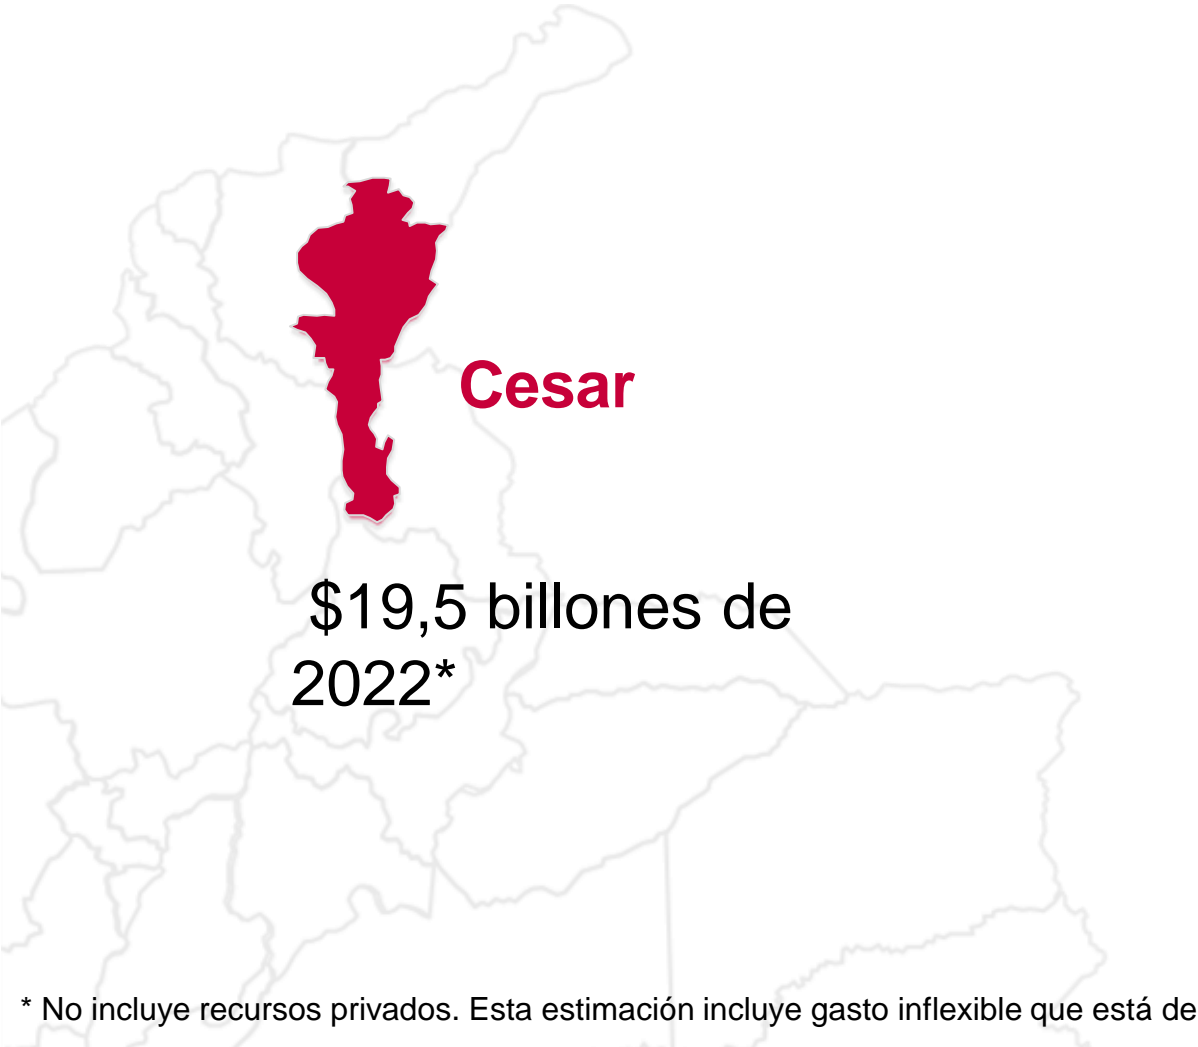 Cesar
$19,5 billones de
2022*
* No incluye recursos privados. Esta estimación incluye gasto inflexible que está de